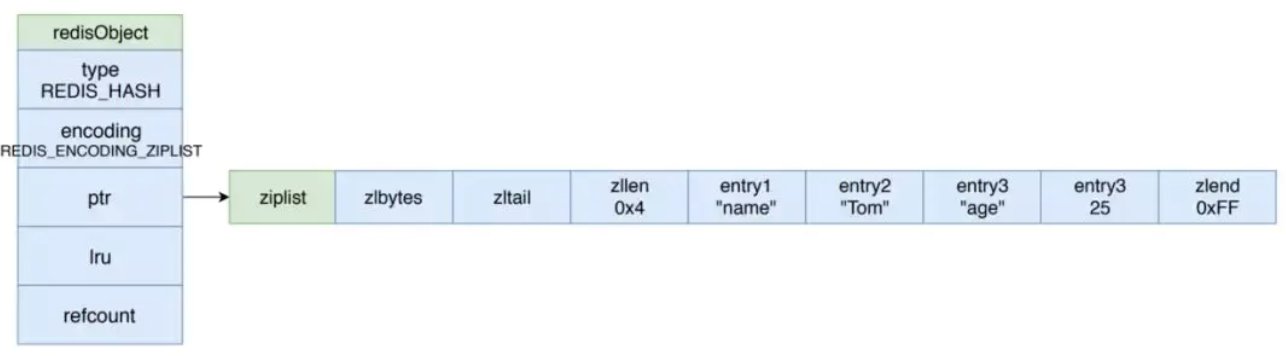 redisObject
type
REDIS_HASH
encoding
REDIS_ENCODING_ZIPLIST
ptr
lru
refcount
ziplist
zlbytes
zltail
zllen
0x4
entry1
"name"
entry2
"Tom"
entry3
"age"
entry3
25
zlend
0xFF